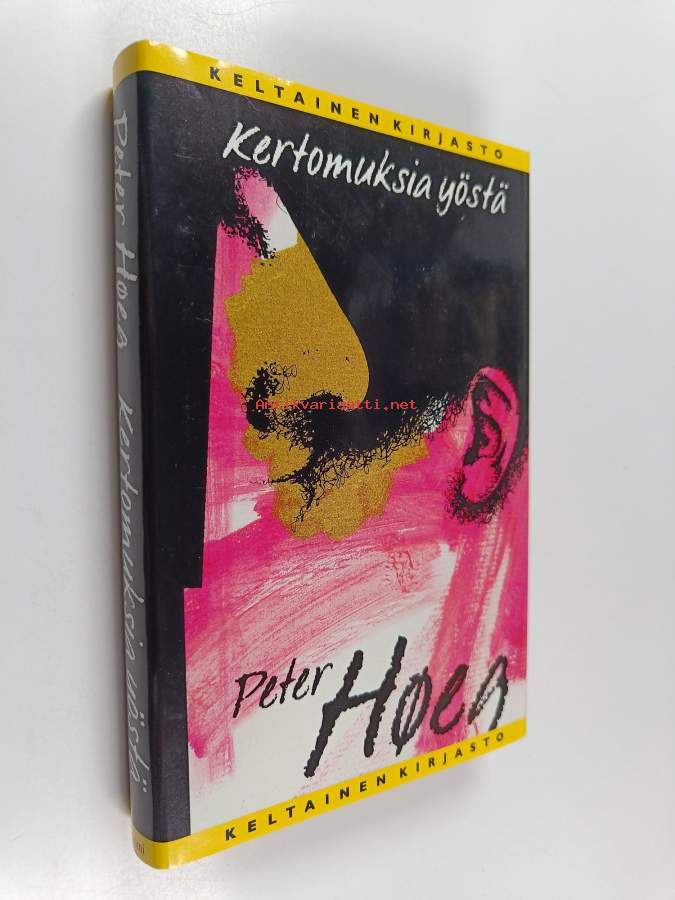 KELTAINEN KIRJASTO
Kertomuksia yöstä
Antikvariaatti.net
Peter
Høeg
KELTAINEN KIRJASTO
Peter Høeg Kertomuksia yöstä